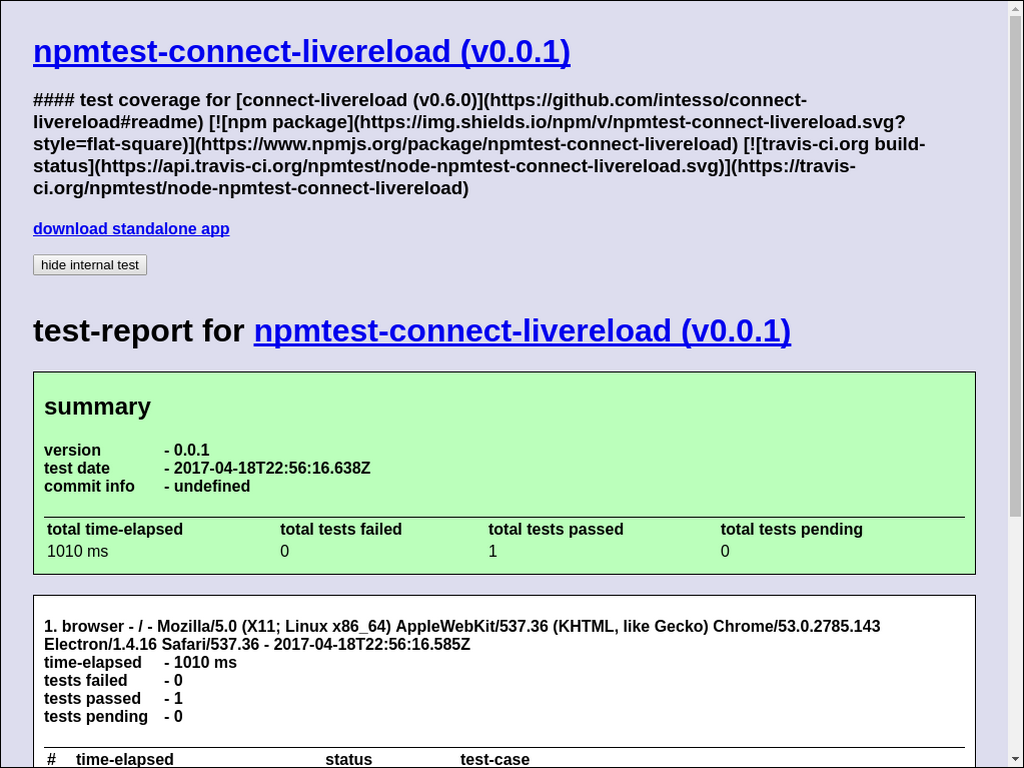 npmtest-connect-livereload (v0.0.1)
#### test coverage for [connect-livereload (v0.6.0)](https://github.com/intesso/connect-
livereload#readme) [![npm package](https://img.shields.io/npm/v/npmtest-connect-livereload.svg?
style=flat-square)](https://www.npmjs.org/package/npmtest-connect-livereload) [![travis-ci.org build-
status](https://api.travis-ci.org/npmtest/node-npmtest-connect-livereload.svg)](https://travis-
ci.org/npmtest/node-npmtest-connect-livereload)
download standalone app
hide internal test
test-report for npmtest-connect-livereload (v0.0.1)
summary
version - 0.0.1
test date - 2017-04-18T22:56:16.638Z
commit info - undefined
total time-elapsed total tests failed total tests passed total tests pending
1010 ms 0 1 0
1. browser - / - Mozilla/5.0 (X11; Linux x86_64) AppleWebKit/537.36 (KHTML, like Gecko) Chrome/53.0.2785.143
Electron/1.4.16 Safari/537.36 - 2017-04-18T22:56:16.585Z
time-elapsed - 1010 ms
tests failed - 0
tests passed - 1
tests pending - 0
# time-elapsed status test-case